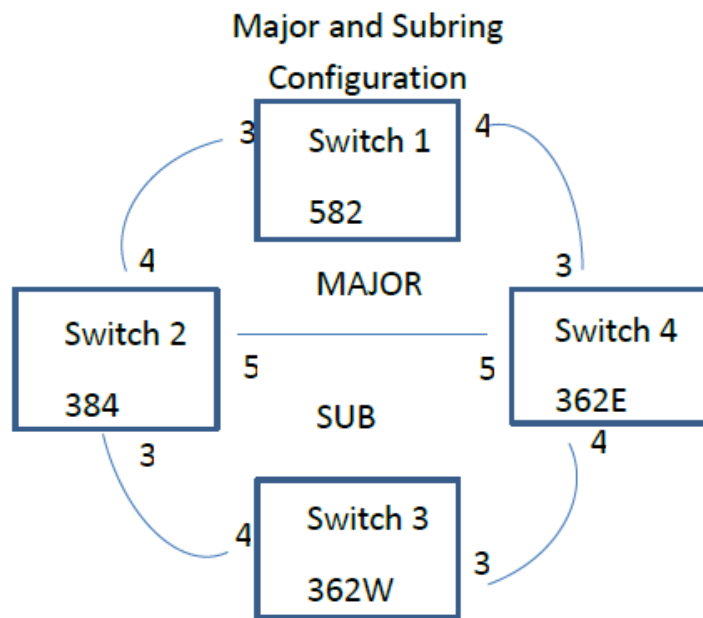 Major and Subring
Configuration
3
Switch 1
4
582
4
MAJOR
3
Switch 2
Switch 4
5
5
384
SUB
362E
3
4
Switch 3
4
3
362W